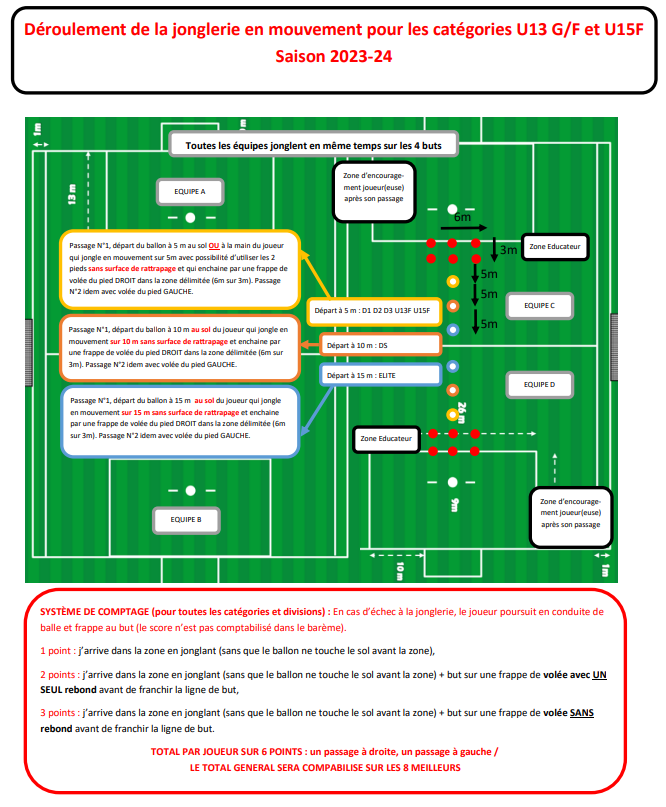 Déroulement de la jonglerie en mouvement pour les catégories U13 G/F et U15F
Saison 2023-24
1m
m
Toutes les équipes jonglent en même temps sur les 4 buts
13 m
EQUIPE A
Zone d'encourage-
ment joueur(euse)
après son passage
6m
3m
Zone Educateur
Passage N°1, départ du ballon à 5 m au sol OU à la main du joueur
qui jongle en mouvement sur 5m avec possibilité d'utiliser les 2
pieds sans surface de rattrapage et qui enchaine par une frappe de
volée du pied DROIT dans la zone délimitée (6m sur 3m). Passage
N°2 idem avec volée du pied GAUCHE.
5m
5m
5m
EQUIPE C
Départ à 5 m : D1 D2 D3 U13F U15F
Passage N°1, départ du ballon à 10 m au sol du joueur qui jongle en
mouvement sur 10 m sans surface de rattrapage et enchaine par
une frappe de volée du pied DROIT dans la zone délimitée (6m sur
3m). Passage N°2 idem avec volée du pied GAUCHE.
Départ à 10 m : DS
Départ à 15 m : ELITE
EQUIPE D
Passage N°1, départ du ballon à 15 m au sol du joueur qui jongle
en mouvement sur 15 m sans surface de rattrapage et enchaine
par une frappe de volée du pied DROIT dans la zone délimitée (6m
sur 3m). Passage N°2 idem avec volée du pied GAUCHE.
26m
Zone Educateur
9m
Zone d'encourage-
ment joueur(euse)
après son passage
EQUIPE B
10 m
1m
SYSTÈME DE COMPTAGE (pour toutes les catégories et divisions) : En cas d'échec à la jonglerie, le joueur poursuit en conduite de
balle et frappe au but (le score n'est pas comptabilisé dans le barème).
1 point : j'arrive dans la zone en jonglant (sans que le ballon ne touche le sol avant la zone),
2 points : j'arrive dans la zone en jonglant (sans que le ballon ne touche le sol avant la zone) + but sur une frappe de volée avec UN
SEUL rebond avant de franchir la ligne de but,
3 points : j'arrive dans la zone en jonglant (sans que le ballon ne touche le sol avant la zone) + but sur une frappe de volée SANS
rebond avant de franchir la ligne de but.
TOTAL PAR JOUEUR SUR 6 POINTS : un passage à droite, un passage à gauche /
LE TOTAL GENERAL SERA COMPABILISE SUR LES 8 MEILLEURS